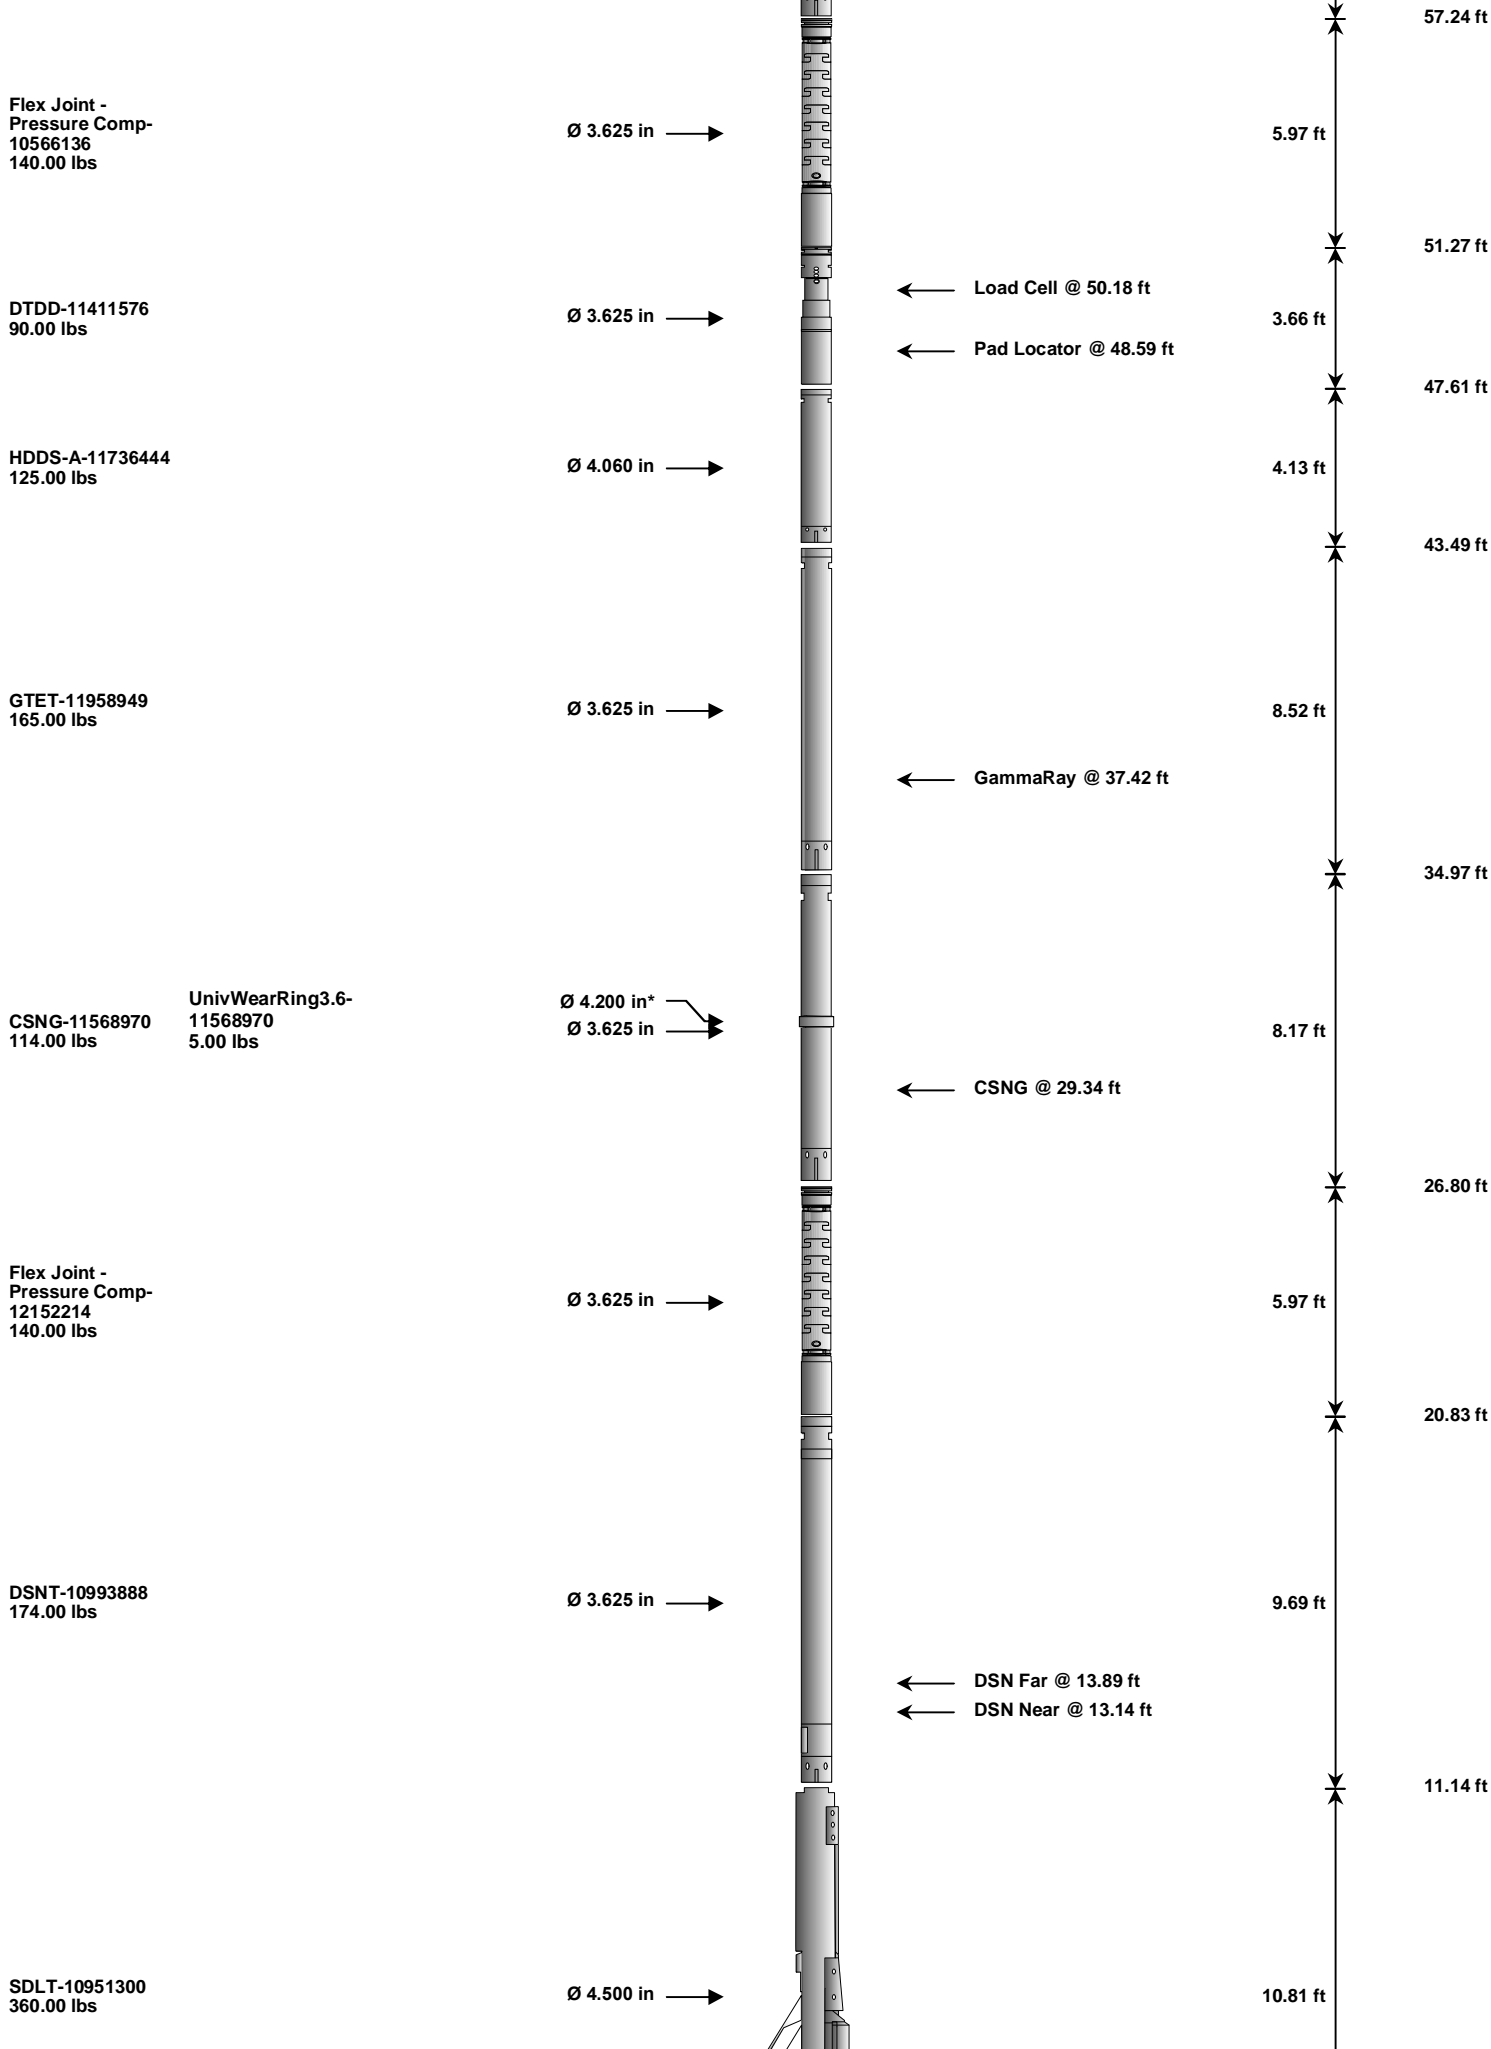 57.24 ft
Flex Joint -
Pressure Comp-
10566136
140.00 lbs
Ø 3.625 in
5.97 ft
51.27 ft
Load Cell @ 50.18 ft
DTDD-11411576
90.00 lbs
Ø 3.625 in
3.66 ft
Pad Locator @ 48.59 ft
47.61 ft
HDDS-A-11736444
125.00 lbs
Ø 4.060 in
4.13 ft
43.49 ft
GTET-11958949
165.00 lbs
Ø 3.625 in
8.52 ft
GammaRay @ 37.42 ft
34.97 ft
CSNG-11568970
114.00 lbs
UnivWearRing3.6-
11568970
5.00 lbs
Ø 4.200 in*
Ø 3.625 in
8.17 ft
CSNG @ 29.34 ft
26.80 ft
Flex Joint -
Pressure Comp-
12152214
140.00 lbs
Ø 3.625 in
5.97 ft
20.83 ft
DSNT-10993888
174.00 lbs
Ø 3.625 in
9.69 ft
DSN Far @ 13.89 ft
DSN Near @ 13.14 ft
11.14 ft
SDLT-10951300
360.00 lbs
Ø 4.500 in
10.81 ft